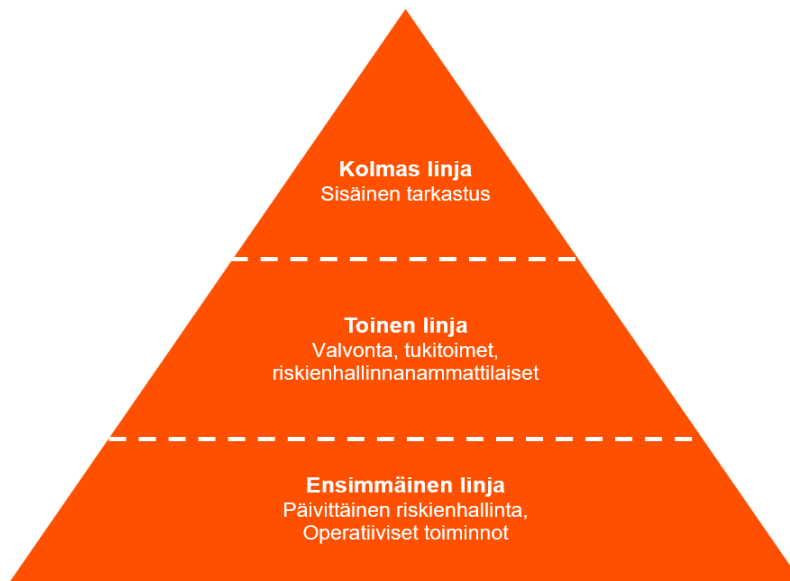 Kolmas linja
Sisäinen tarkastus
Toinen linja
Valvonta, tukitoimet,
riskienhallinnanammattilaiset
Ensimmäinen linja
Päivittäinen riskienhallinta,
Operatiiviset toiminnot